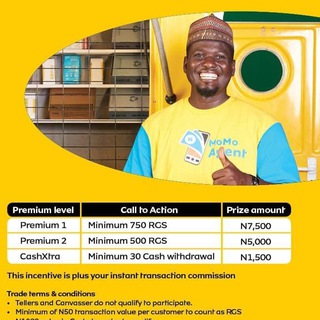 MoMo
Agent
Premium level Call to Action Prize amount
Premium 1 Minimum 750 RGS N7,500
Premium 2 Minimum 500 RGS N5,000
CashXtra Minimum 30 Cash withdrawal N1,500
This incentive is plus your instant transaction commission
Trade terms & conditions
• Tellers and Canvasser do not qualify to participate.
• Minimum of N50 transaction value per customer to count as RGS